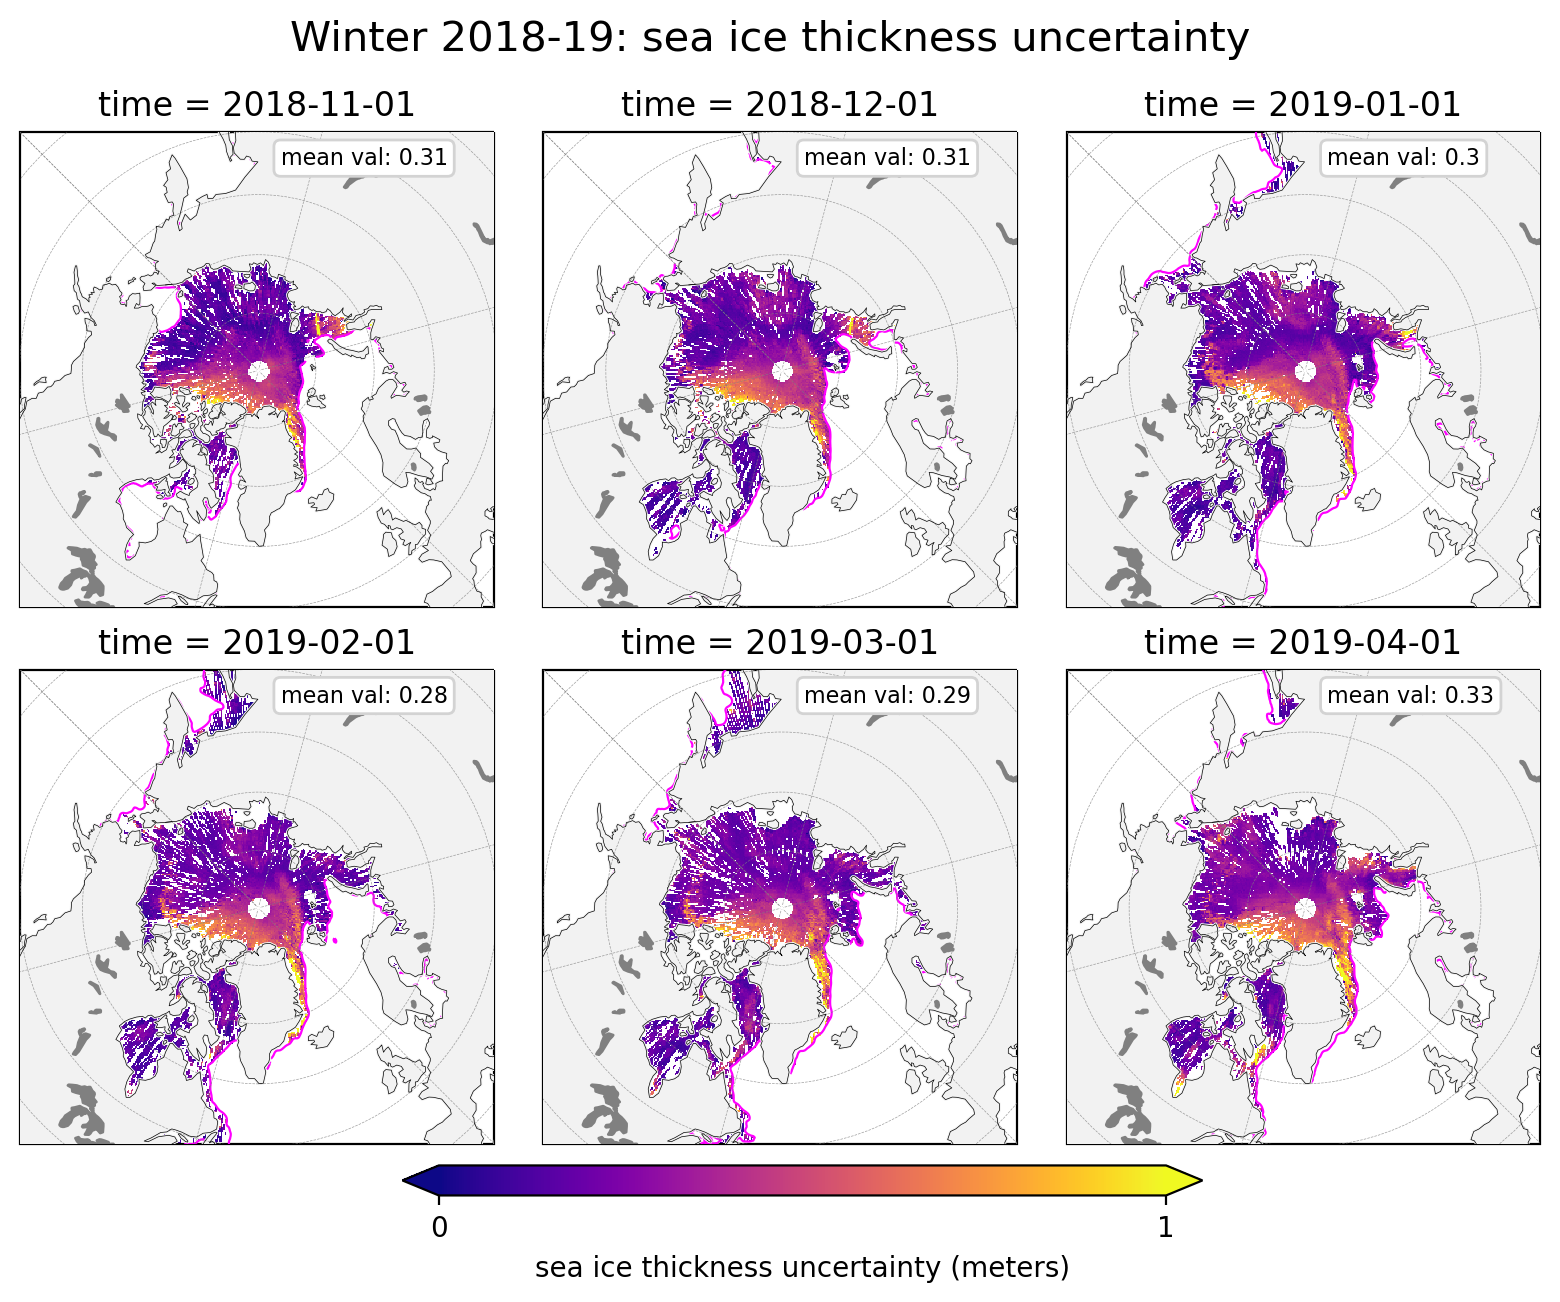 Winter 2018-19: sea ice thickness uncertainty
time = 2018-11-01
mean val: 0.31
time = 2018-12-01
mean val: 0.31
time = 2019-01-01
mean val: 0.3
time = 2019-02-01
mean val: 0.28
time = 2019-03-01
mean val: 0.29
time = 2019-04-01
mean val: 0.33
0 1
sea ice thickness uncertainty (meters)